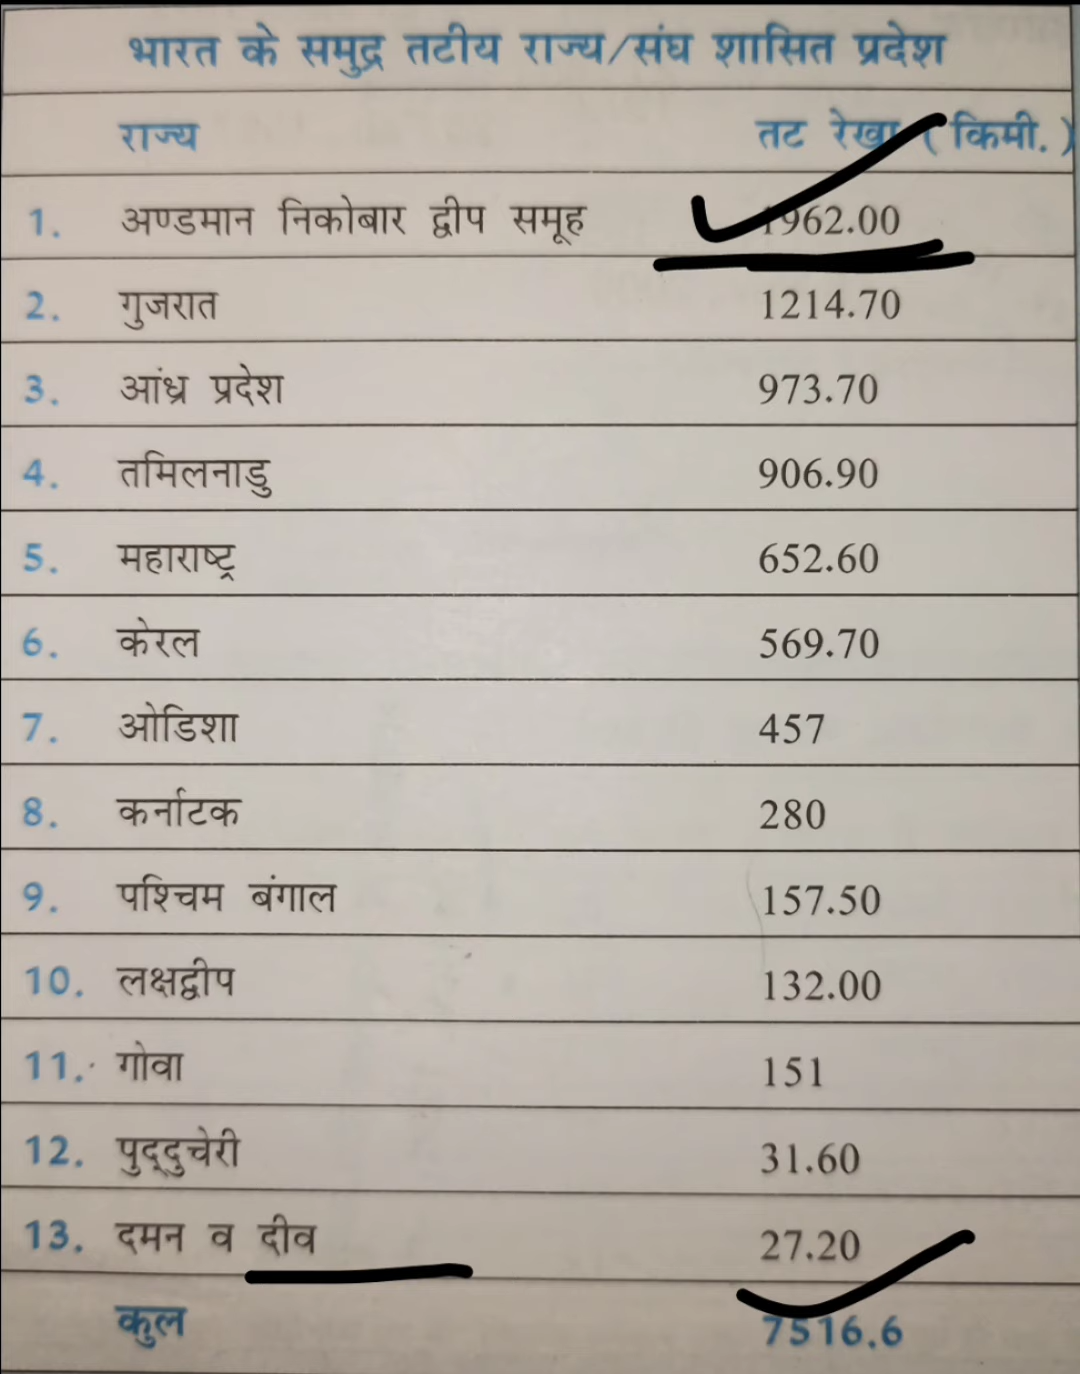 भारत के समुद्र तटीय राज्य/संघ शासित प्रदेश
राज्य तट रेखा (किमी.)
1. अण्डमान निकोबार द्वीप समूह 1962.00
2. गुजरात 1214.70
3. आंध्र प्रदेश 973.70
4. तमिलनाडु 906.90
5. महाराष्ट्र 652.60
6. केरल 569.70
7. ओडिशा 457
8. कर्नाटक 280
9. पश्चिम बंगाल 157.50
10. लक्षद्वीप 132.00
11. गोवा 151
12. पुद्दुचेरी 31.60
13. दमन व दीव 27.20
कुल 7516.6